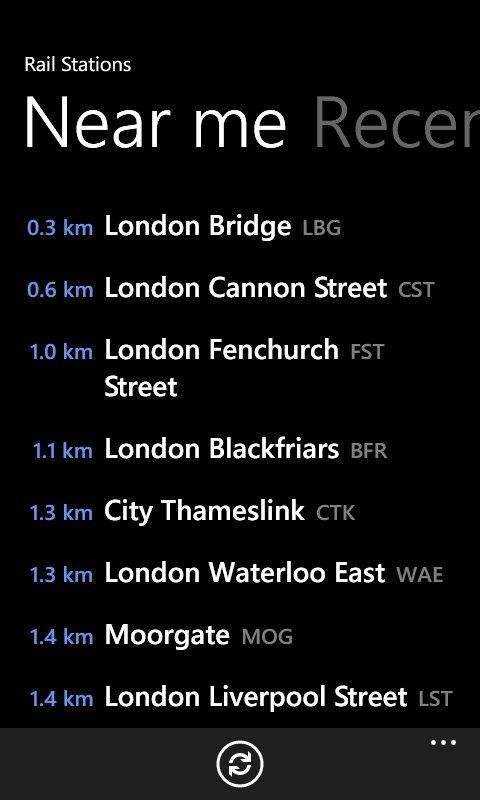 Rail Stations
Near me Recen
0.3 km London Bridge LBG
0.6 km London Cannon Street CST
1.0 km London Fenchurch FST
Street
1.1 km London Blackfriars BFR
1.3 km City Thameslink CTK
1.3 km London Waterloo East WAE
1.4 km Moorgate MOG
1.4 km London Liverpool Street LST